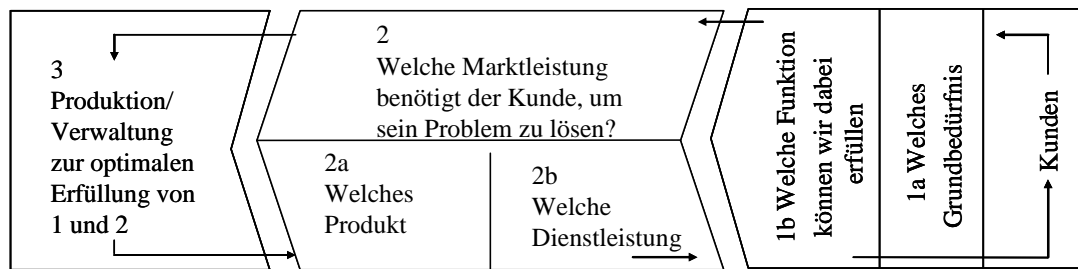 3
Produktion/
Verwaltung
zur optimalen
Erfüllung von
1 und 2
2
Welche Marktleistung
benötigt der Kunde, um
sein Problem zu lösen?
2a
Welches
Produkt
2b
Welche
Dienstleistung
1b Welche Funktion
können wir dabei
erfüllen
1a Welches
Grundbedürfnis
Kunden